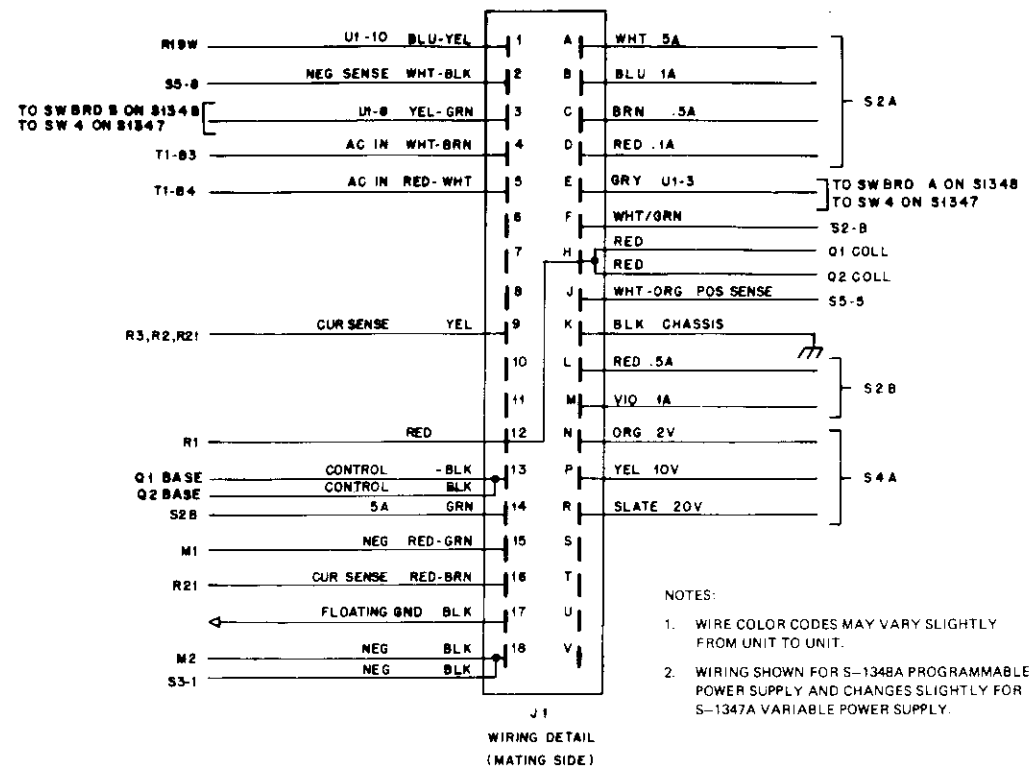 R19W U1-10 BLU-YEL 1 A WHT 5A
S5-8 NEG SENSE WHT-BLK 2 B BLU 1A
S2A
TO SW BRD B ON S1348
TO SW 4 ON S1347
U1-8 YEL-GRN 3 C BRN .5A
T1-B3 AC IN WHT-BRN 4 D RED .1A
T1-B4 AC IN RED-WHT 5 E GRY U1-3
TO SW BRD A ON S1348
TO SW 4 ON S1347
6 F WHT/GRN S2-B
RED Q1 COLL
7 H
RED Q2 COLL
8 J WHT-ORG POS SENSE S5-5
R3,R2,R21 CUR SENSE YEL 9 K BLK CHASSIS
10 L RED .5A
S2B
11 M VIO 1A
R1 RED 12 N ORG 2V
Q1 BASE CONTROL -BLK 13 P YEL 10V
S4A
Q2 BASE CONTROL BLK
S2B 5A GRN 14 R SLATE 20V
M1 NEG RED-GRN 15 S
R21 CUR SENSE RED-BRN 16 T
FLOATING GND BLK 17 U
M2 NEG BLK 18 V
S3-1 NEG BLK
NOTES:
1. WIRE COLOR CODES MAY VARY SLIGHTLY
FROM UNIT TO UNIT.
2. WIRING SHOWN FOR S-1348A PROGRAMMABLE
POWER SUPPLY AND CHANGES SLIGHTLY FOR
S-1347A VARIABLE POWER SUPPLY.
J1
WIRING DETAIL
(MATING SIDE)